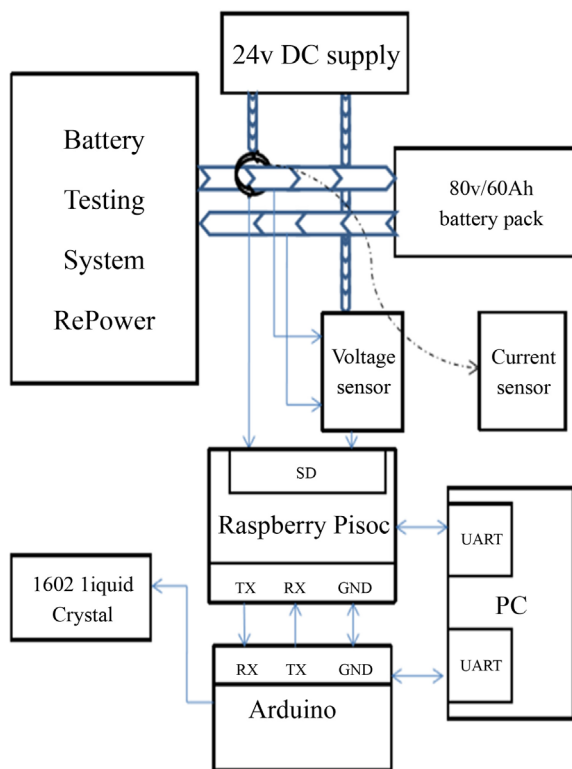 24v DC supply
Battery
Testing
System
RePower
80v/60Ah
battery pack
Voltage
sensor
Current
sensor
SD
Raspberry Pisoc
TX RX GND
UART
PC
UART
1602 1iquid
Crystal
RX TX GND
Arduino